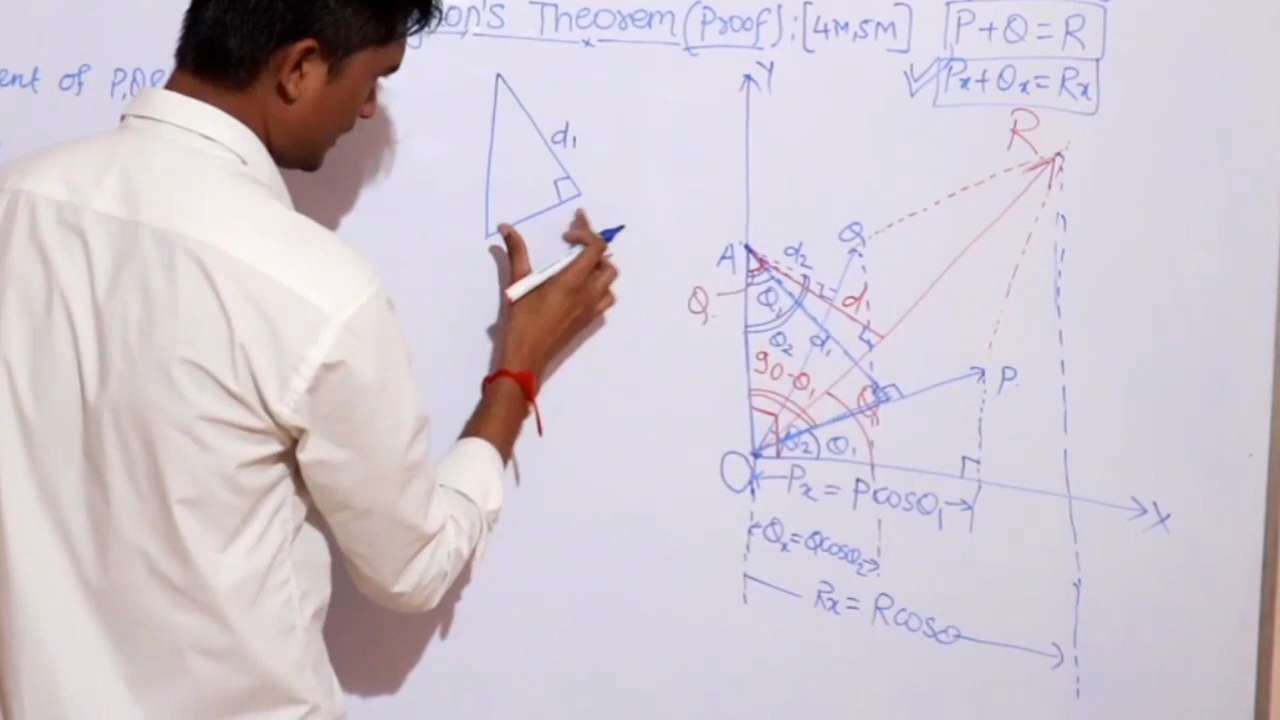 Theorem (Proof): [4M, 5M]
P+Q = R
Px+Qx = Rx
ent of P,Q
Y
R
d1
Q
A
d2
d
θ
θ1
d1
θ2
90-θ1
P
θ
θ2
θ1
O
Px = Pcosθ1
X
Qx=Qcosθ2
Rx = Rcosθ